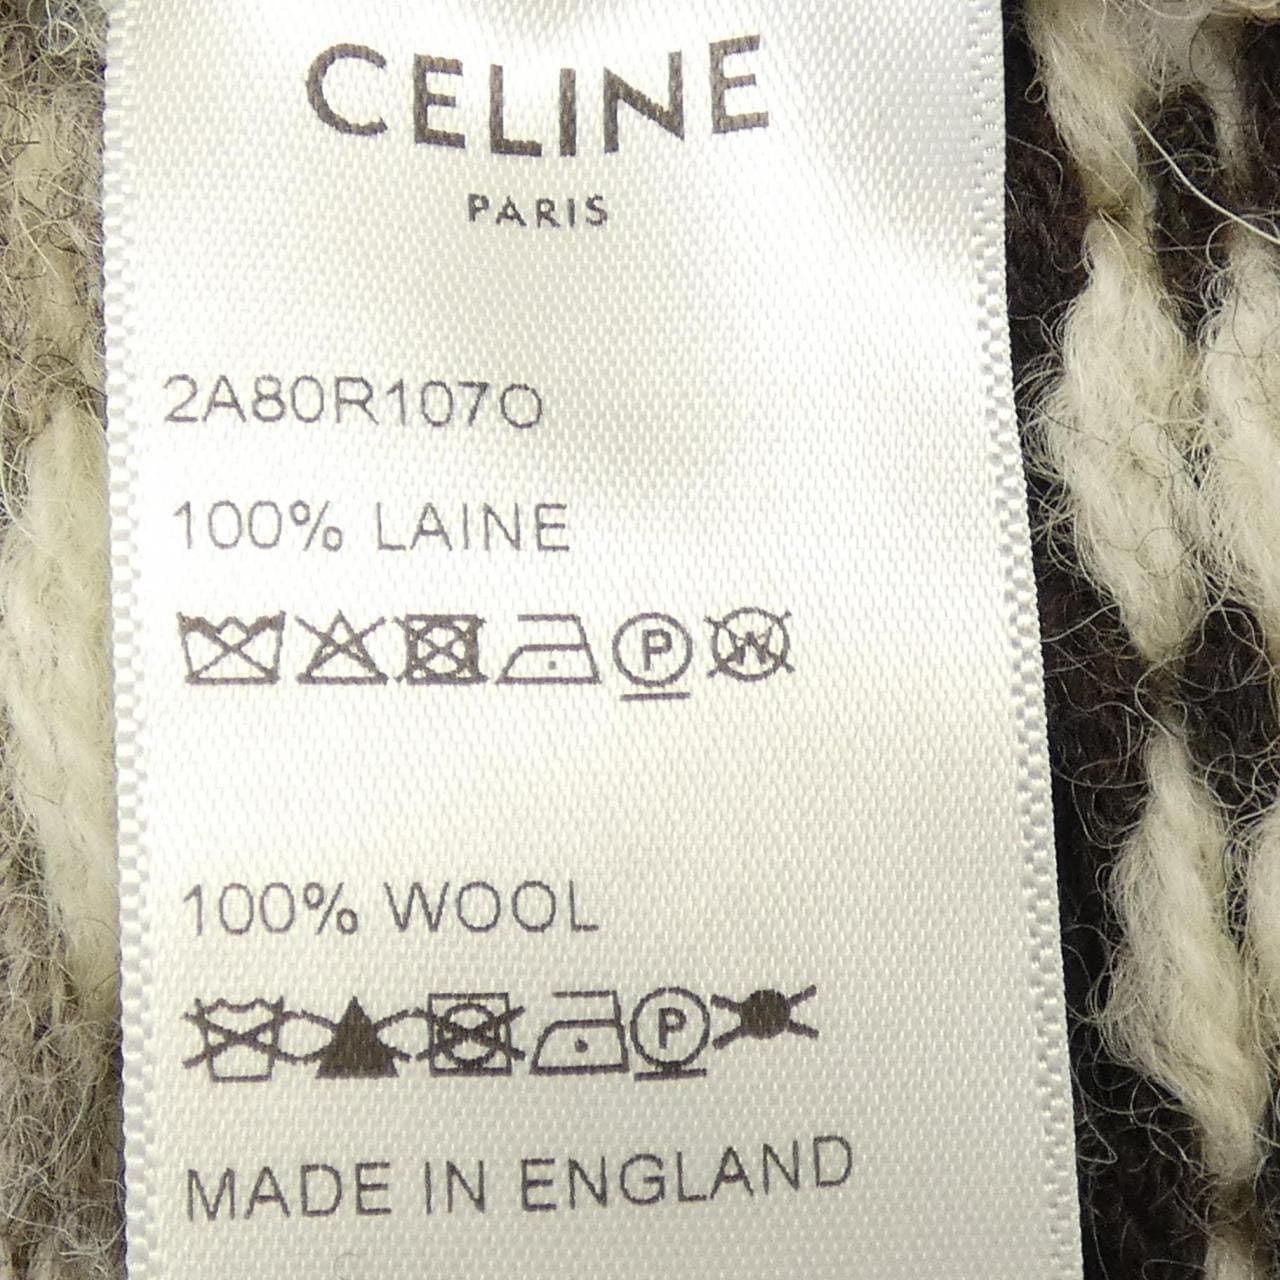 CELINE
PARIS
2A80R107O
100% LAINE
P W
100% WOOL
P
MADE IN ENGLAND